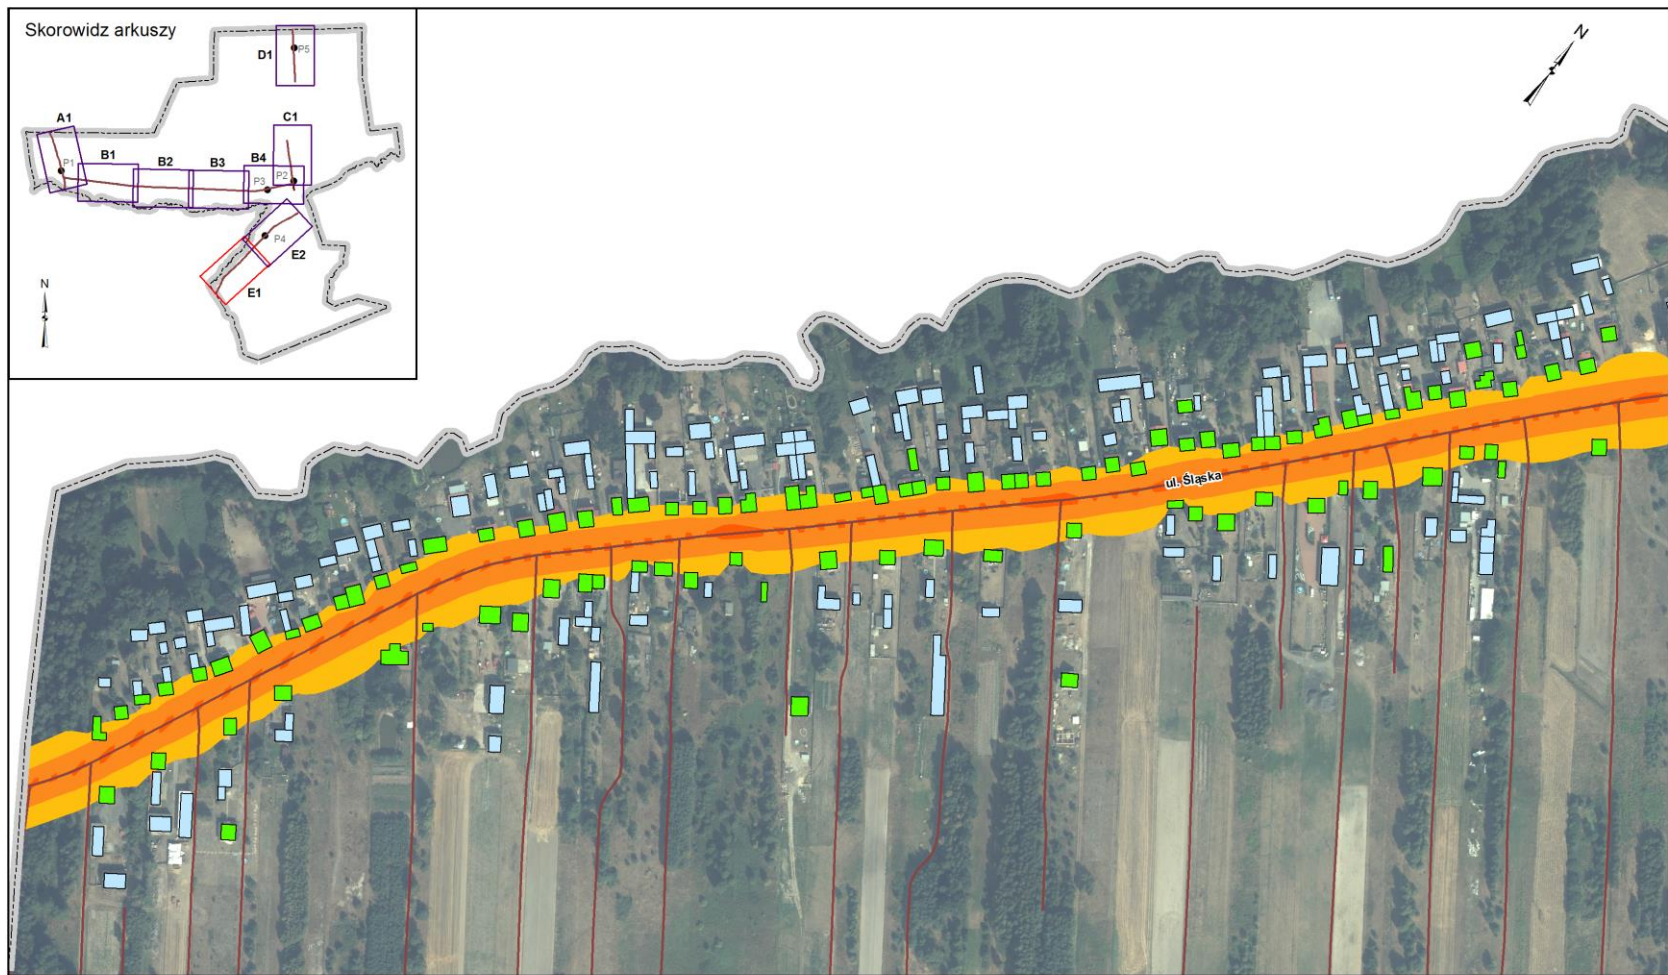 Skorowidz arkuszy
N
D1
P5
A1
C1
B1
B2
B3
B4
P1
P2
P3
P4
E2
E1
N
ul. Śląska